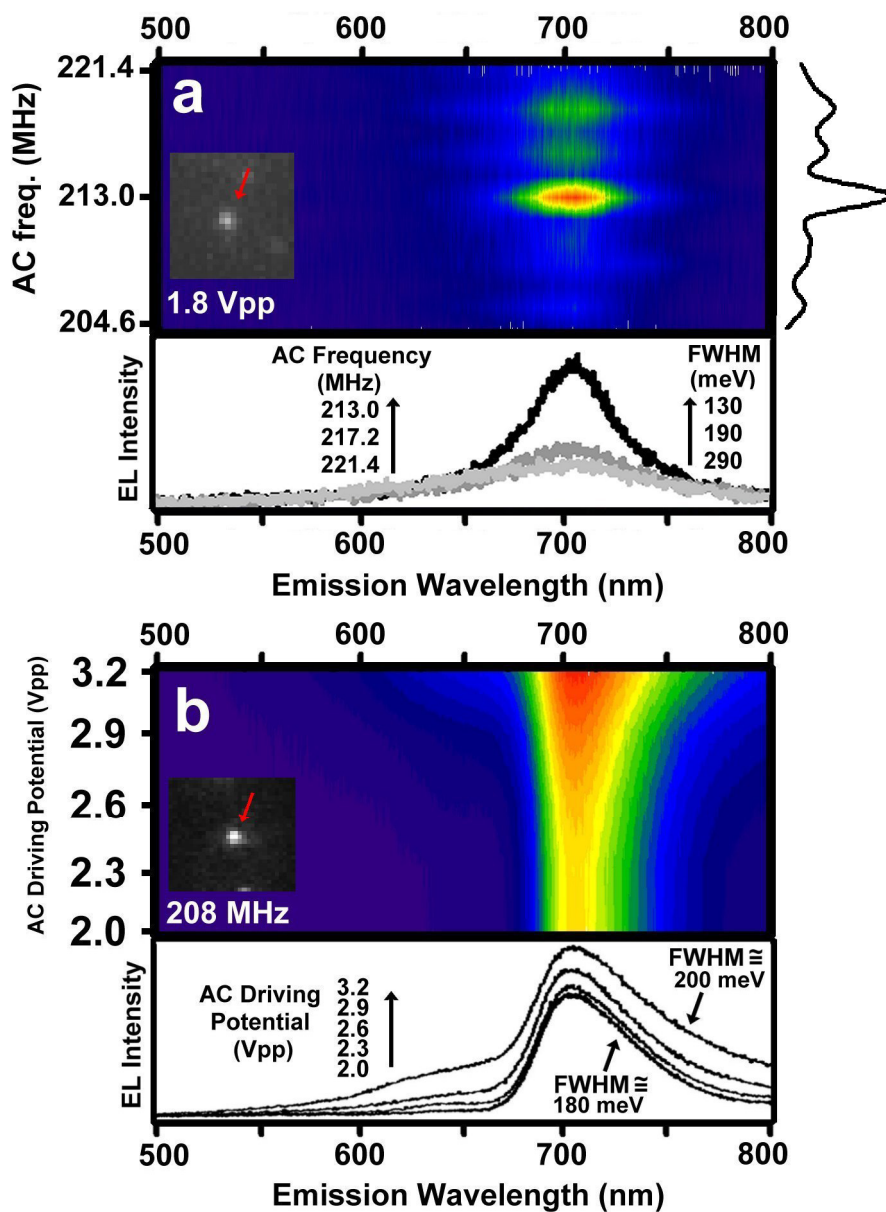 500 600 700 800
221.4
213.0
204.6
AC freq. (MHz)
a
1.8 Vpp
EL Intensity
AC Frequency
(MHz)
213.0
217.2
221.4
FWHM
(meV)
130
190
290
500 600 700 800
Emission Wavelength (nm)
500 600 700 800
3.2
2.9
2.6
2.3
2.0
AC Driving Potential (Vpp)
b
208 MHz
EL Intensity
AC Driving
Potential
(Vpp)
3.2
2.9
2.6
2.3
2.0
FWHM≅
200 meV
FWHM≅
180 meV
500 600 700 800
Emission Wavelength (nm)